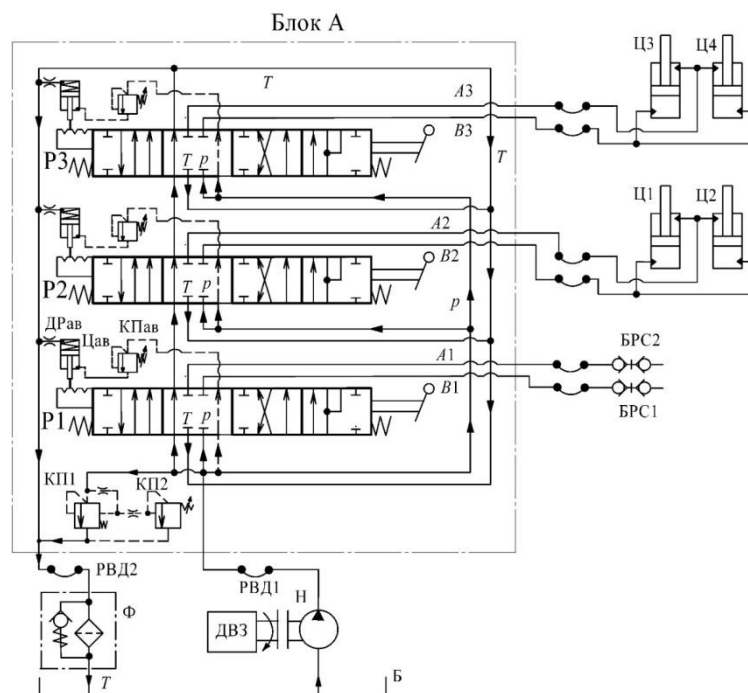 Блок А
Ц3
Ц4
T
A3
B3
P3
T
p
T
Ц1
Ц2
A2
B2
P2
T
p
p
ДРав
Цав
КПав
A1
B1
БРС2
БРС1
P1
T
p
КП1
КП2
РВД2
РВД1
Н
Ф
ДВЗ
Б
T